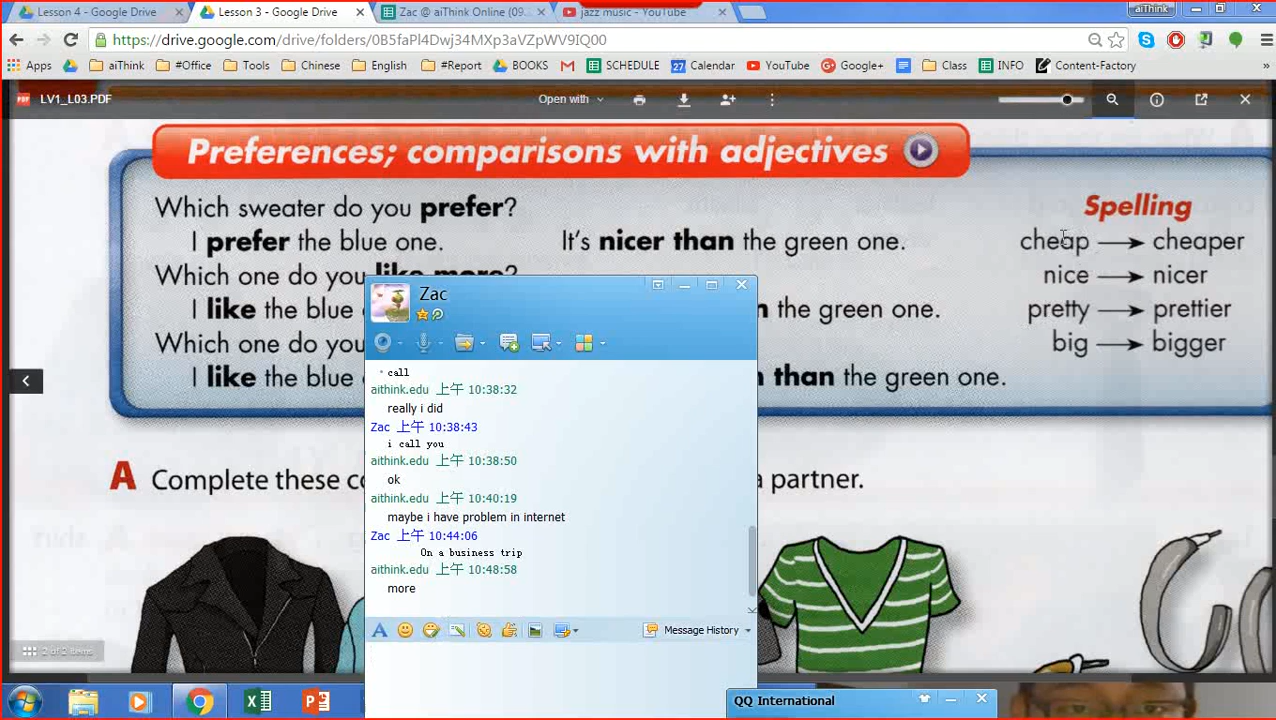 Lesson 4 - Google Drive
Lesson 3 - Google Drive
Zac @ aiThink Online (09.
jazz music - YouTube
aiThink
https://drive.google.com/drive/folders/0B5faPl4Dwj34MXp3aVZpWV9IQ00
Apps aiThink #Office Tools Chinese English #Report BOOKS SCHEDULE 27 Calendar YouTube Google+ Class INFO Content-Factory
LV1_L03.PDF
Open with
Preferences; comparisons with adjectives
Which sweater do you prefer?
I prefer the blue one. It's nicer than the green one.
Which one do you like more?
I like the blue the green one.
Which one do you
I like the blue than the green one.
Spelling
cheap → cheaper
nice → nicer
pretty → prettier
big → bigger
A Complete these a partner.
2 of 2 items
Zac
call
aithink.edu 上午 10:38:32
really i did
Zac 上午 10:38:43
i call you
aithink.edu 上午 10:38:50
ok
aithink.edu 上午 10:40:19
maybe i have problem in internet
Zac 上午 10:44:06
On a business trip
aithink.edu 上午 10:48:58
more
Message History
QQ International